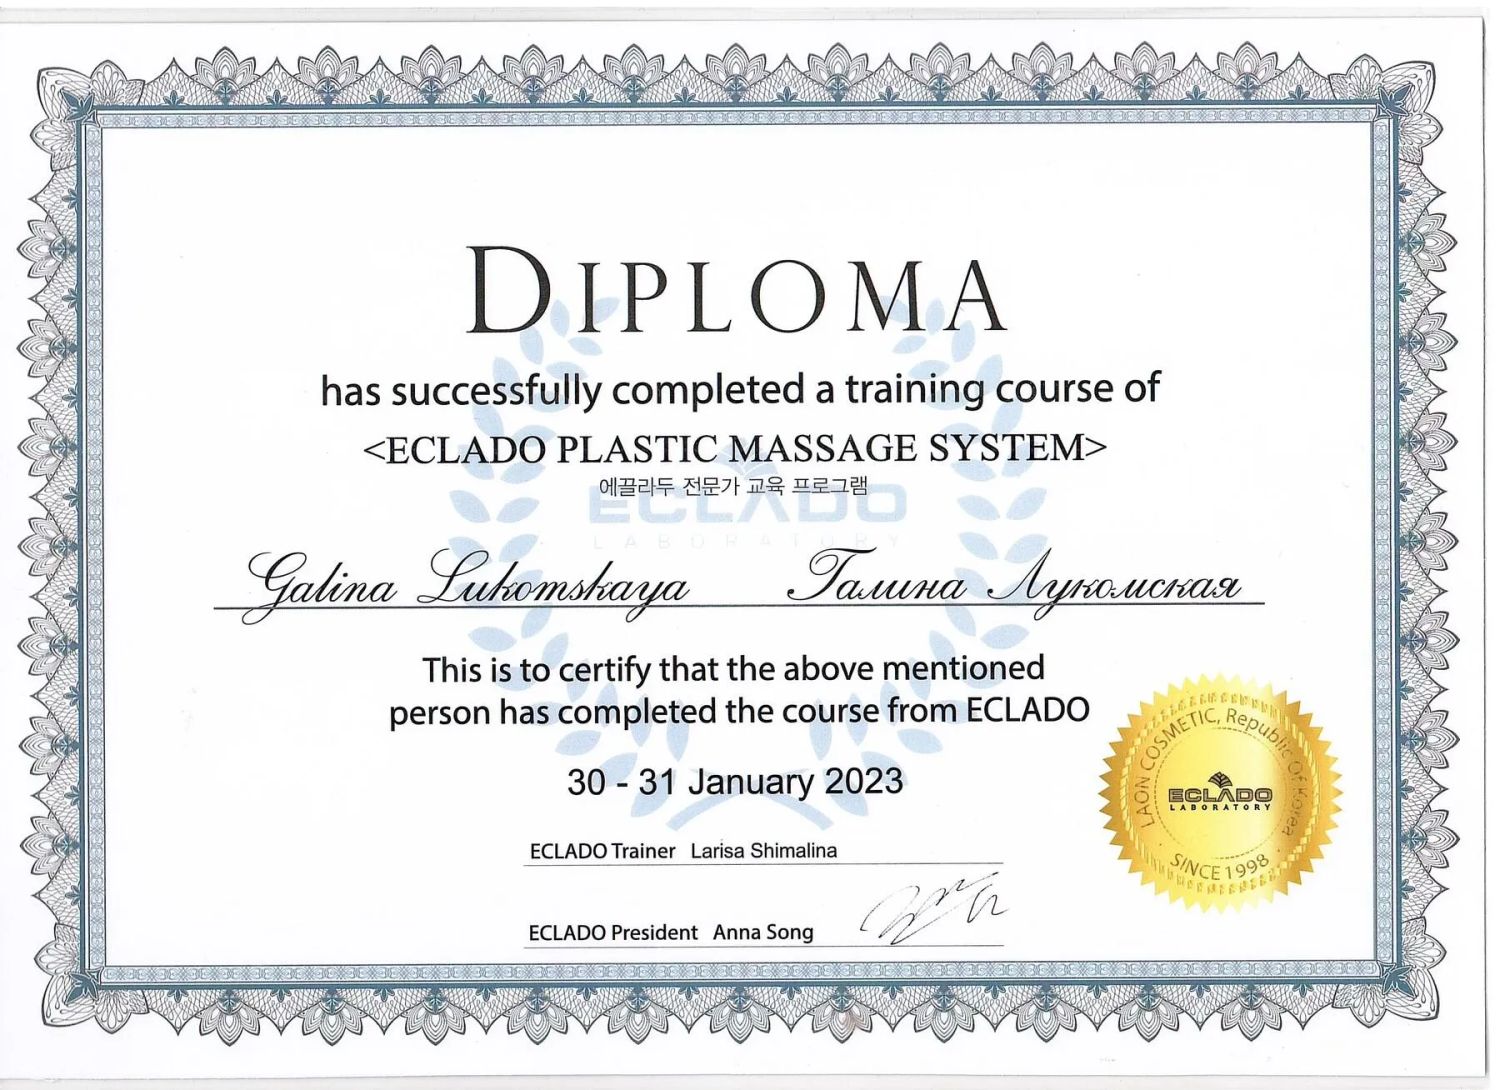 DIPLOMA
has successfully completed a training course of
<ECLADO PLASTIC MASSAGE SYSTEM>
에끌라두 전문가 교육 프로그램
ECLADO
LABORATORY
Galina Lukomskaya Галина Лукомская
This is to certify that the above mentioned
person has completed the course from ECLADO
30 - 31 January 2023
ECLADO Trainer Larisa Shimalina
ECLADO President Anna Song
LAON COSMETIC, Republic Of Korea
ECLADO
LABORATORY
SINCE 1998